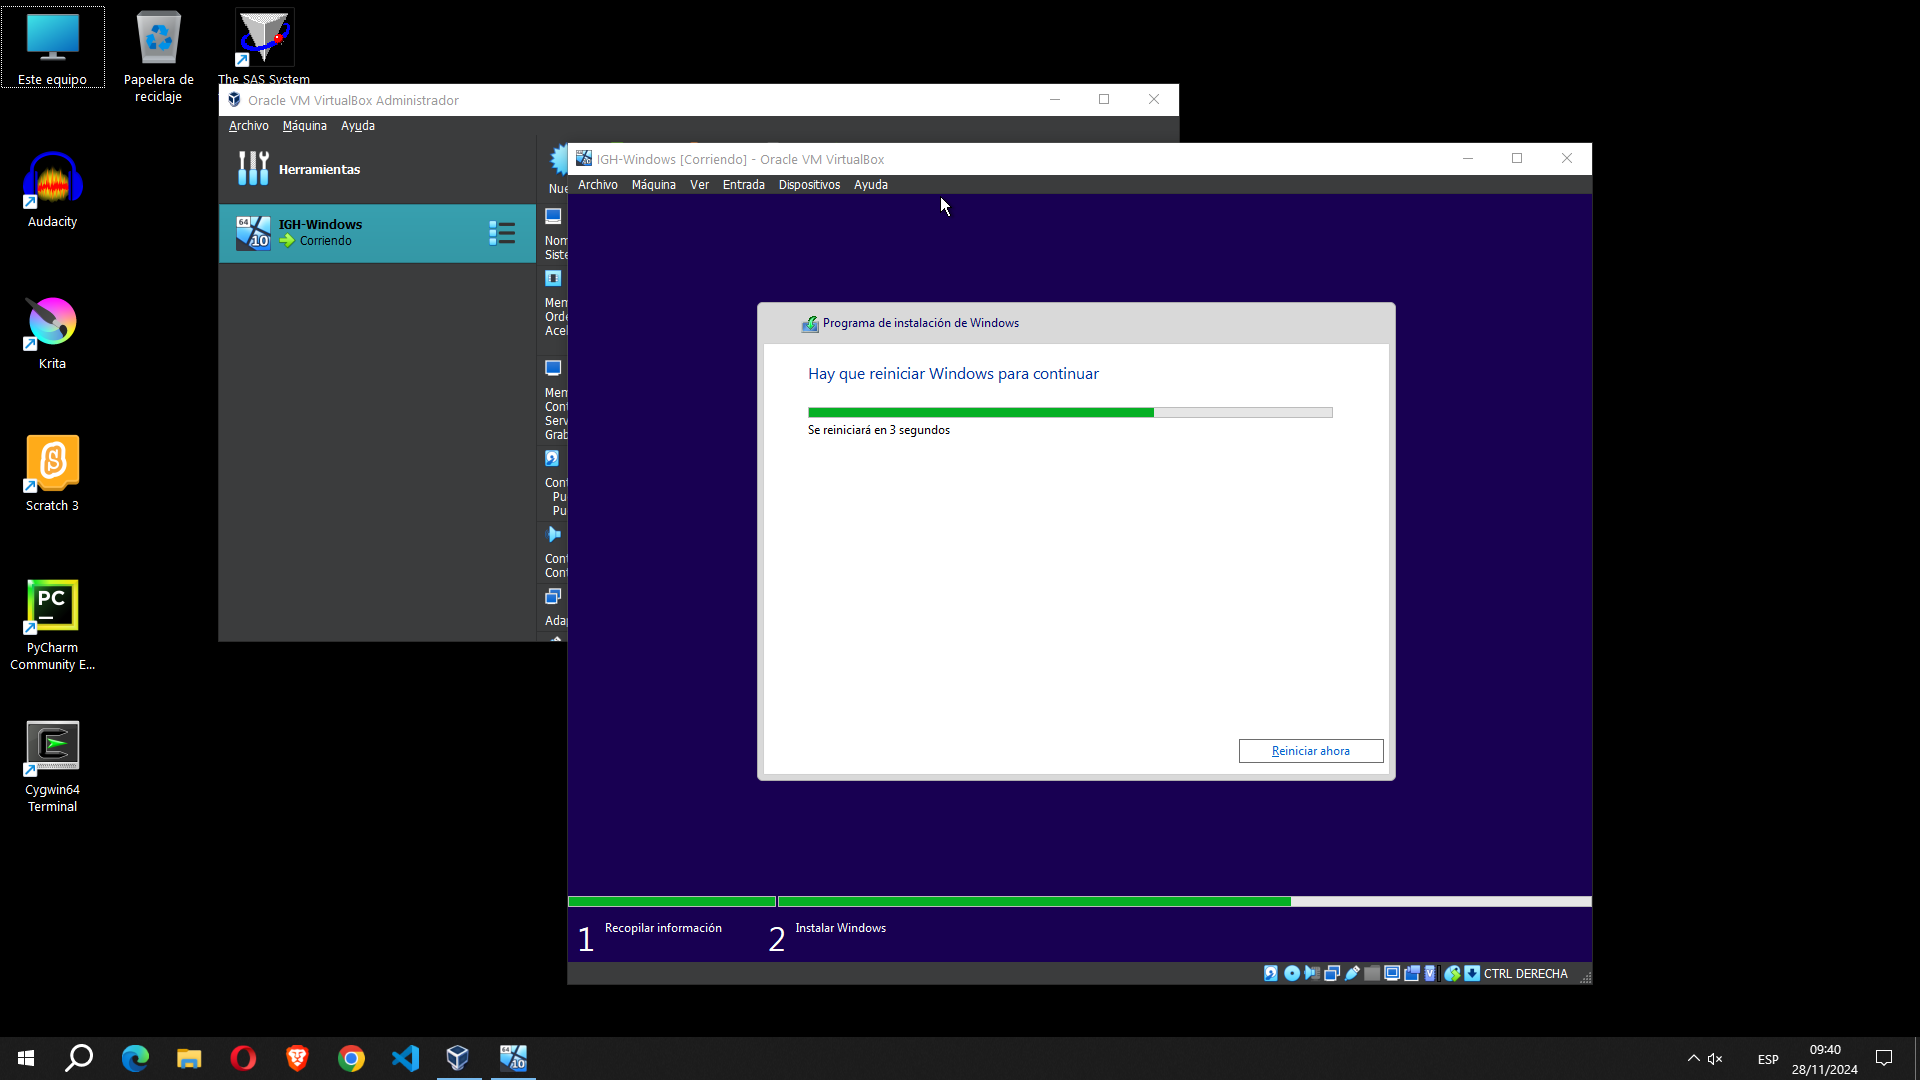 Este equipo
Papelera de
reciclaje
The SAS System
Audacity
Krita
Scratch 3
PC
PyCharm
Community E...
Cygwin64
Terminal
Oracle VM VirtualBox Administrador
Archivo Máquina Ayuda
Herramientas
64
10
IGH-Windows
Corriendo
Nue
Nom
Siste
Mem
Orde
Acel
Mem
Cont
Serv
Grab
Cont
Pu
Pu
Cont
Cont
Adap
IGH-Windows [Corriendo] - Oracle VM VirtualBox
Archivo Máquina Ver Entrada Dispositivos Ayuda
Programa de instalación de Windows
Hay que reiniciar Windows para continuar
Se reiniciará en 3 segundos
Reiniciar ahora
1 Recopilar información
2 Instalar Windows
CTRL DERECHA
ESP
09:40
28/11/2024